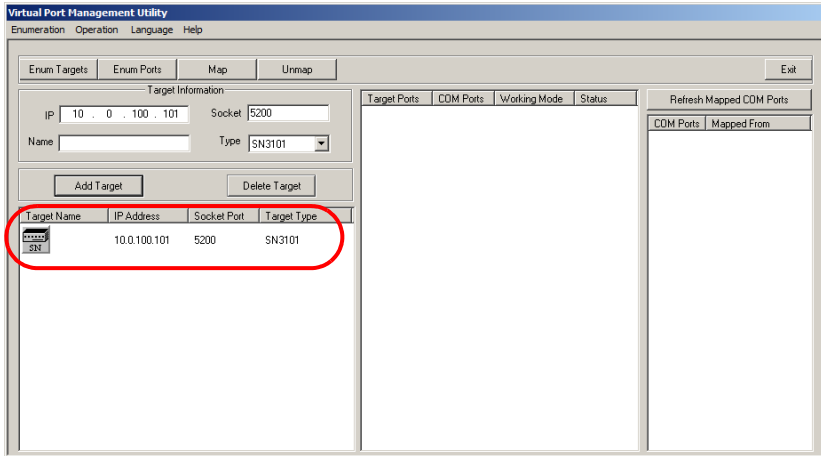 Virtual Port Management Utility
Enumeration Operation Language Help
Enum Targets Enum Ports Map Unmap Exit
Target Information
IP 10 . 0 . 100 . 101 Socket 5200
Name Type SN3101
Add Target Delete Target
Target Name IP Address Socket Port Target Type
SN 10.0.100.101 5200 SN3101
Target Ports COM Ports Working Mode Status
Refresh Mapped COM Ports
COM Ports Mapped From